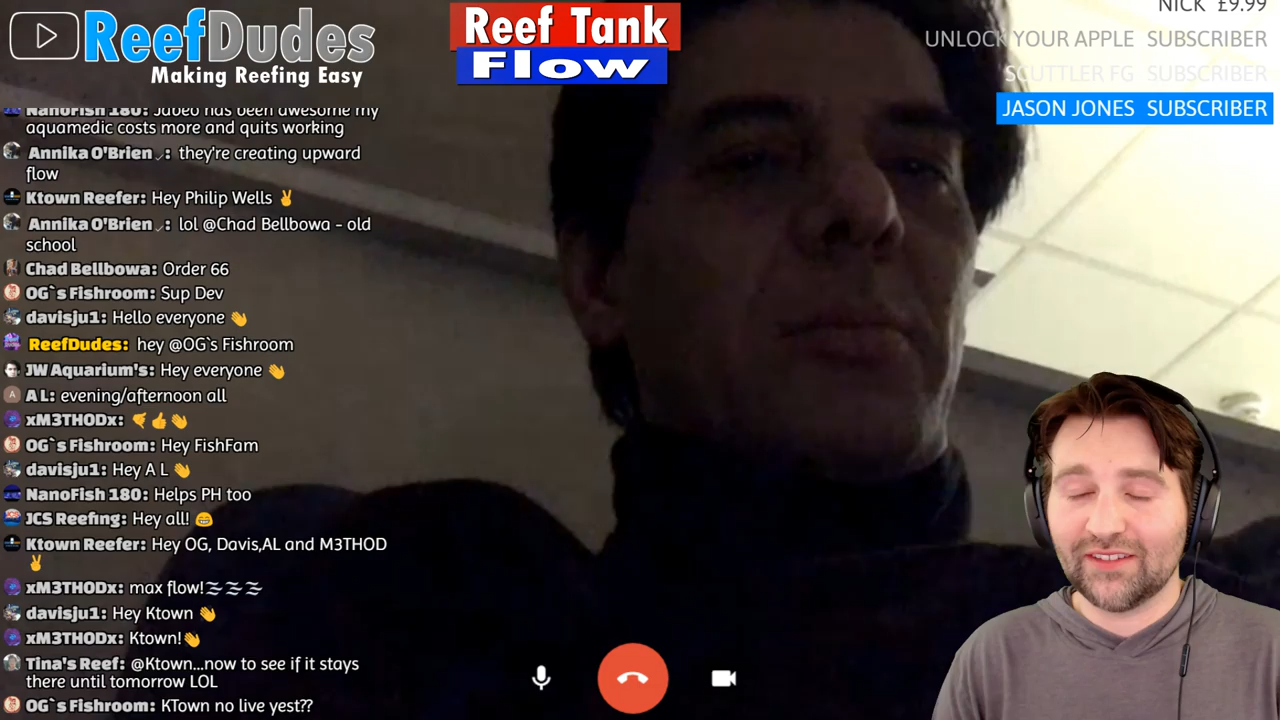 ReefDudes
Making Reefing Easy
Reef Tank
Flow
NICK £9.99
UNLOCK YOUR APPLE SUBSCRIBER
SCUTTLER FG SUBSCRIBER
JASON JONES SUBSCRIBER
NanoFish 180: Jabeo has been awesome my
aquamedic costs more and quits working
Annika O'Brien: they're creating upward
flow
Ktown Reefer: Hey Philip Wells ✌
Annika O'Brien: lol @Chad Bellbowa - old
school
Chad Bellbowa: Order 66
OG`s Fishroom: Sup Dev
davisju1: Hello everyone 👋
ReefDudes: hey @OG`s Fishroom
JW Aquarium's: Hey everyone 👋
A L: evening/afternoon all
xM3THODx: 🤙👍👋
OG`s Fishroom: Hey FishFam
davisju1: Hey A L 👋
NanoFish 180: Helps PH too
JCS Reefing: Hey all! 😁
Ktown Reefer: Hey OG, Davis,AL and M3THOD
✌
xM3THODx: max flow!🌫🌫🌫
davisju1: Hey Ktown 👋
xM3THODx: Ktown!👋
Tina's Reef: @Ktown...now to see if it stays
there until tomorrow LOL
OG`s Fishroom: KTown no live yest??